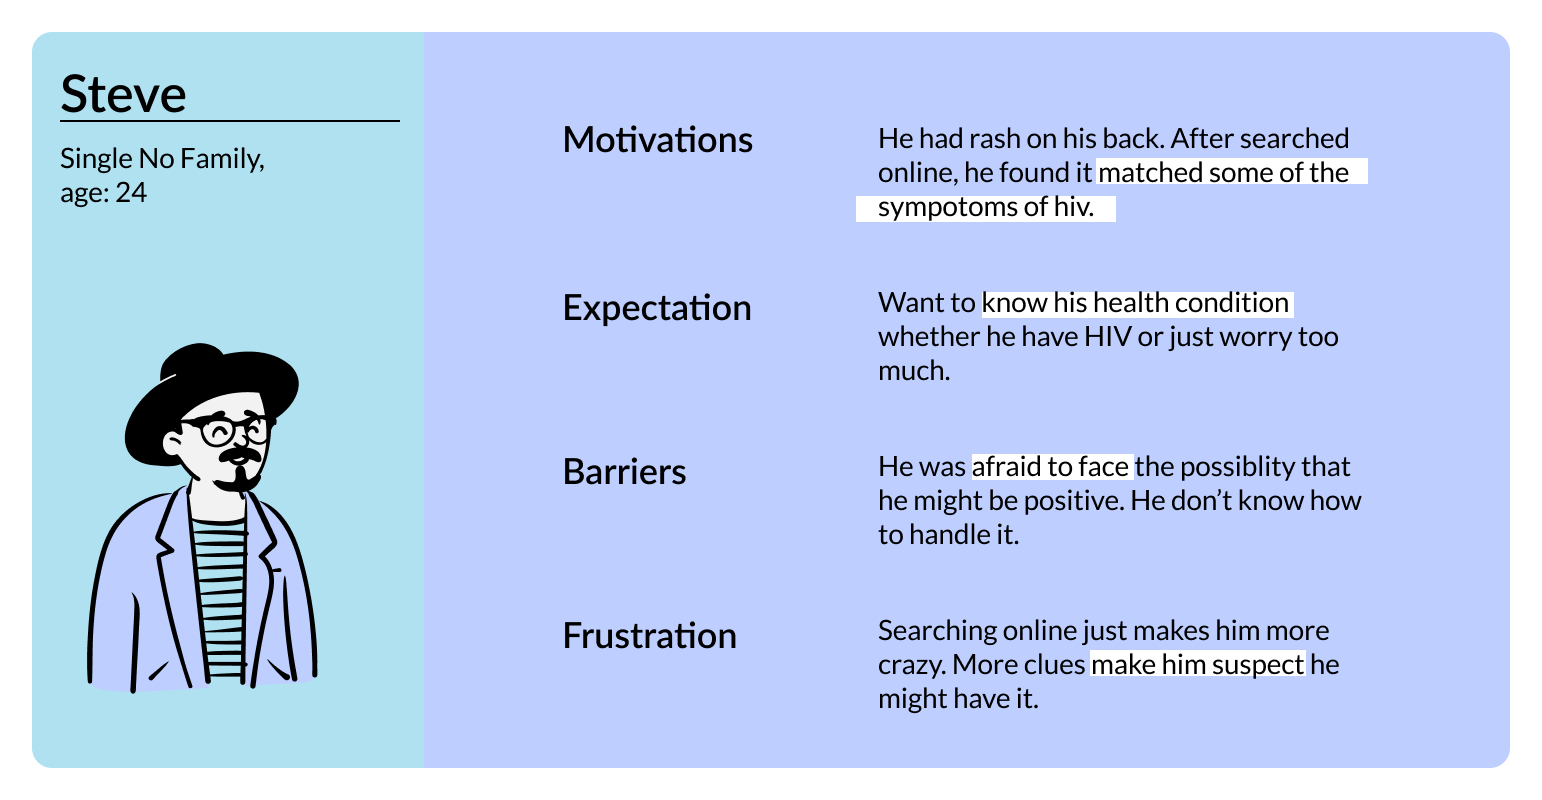 Steve
Single No Family,
age: 24
Motivations
He had rash on his back. After searched
online, he found it matched some of the
sympotoms of hiv.
Expectation
Want to know his health condition
whether he have HIV or just worry too
much.
Barriers
He was afraid to face the possiblity that
he might be positive. He don’t know how
to handle it.
Frustration
Searching online just makes him more
crazy. More clues make him suspect he
might have it.